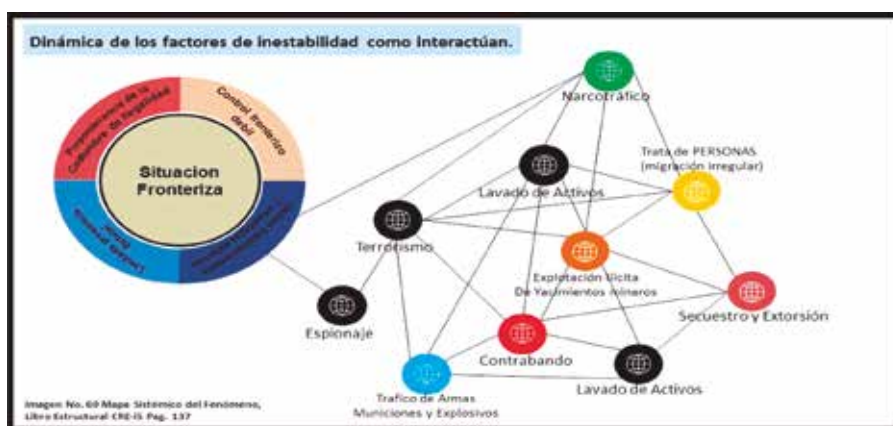 Dinámica de los factores de inestabilidad como Interactúan.
Control fronterizo
debil
Situacion
Fronteriza
Narcotráfico
Trata de PERSONAS
(migración irregular)
Lavado de Activos
Terrorismo
Explotación Ilícita
De Yacimientos mineros
Espionaje
Secuestro y Extorsión
Contrabando
Lavado de Activos
Trafico de Armas
Municiones y Explosivos
Imagen No. 69 Mapa Sistémico del Fenómeno,
Libro Estructural CRE-i5 Pag. 137